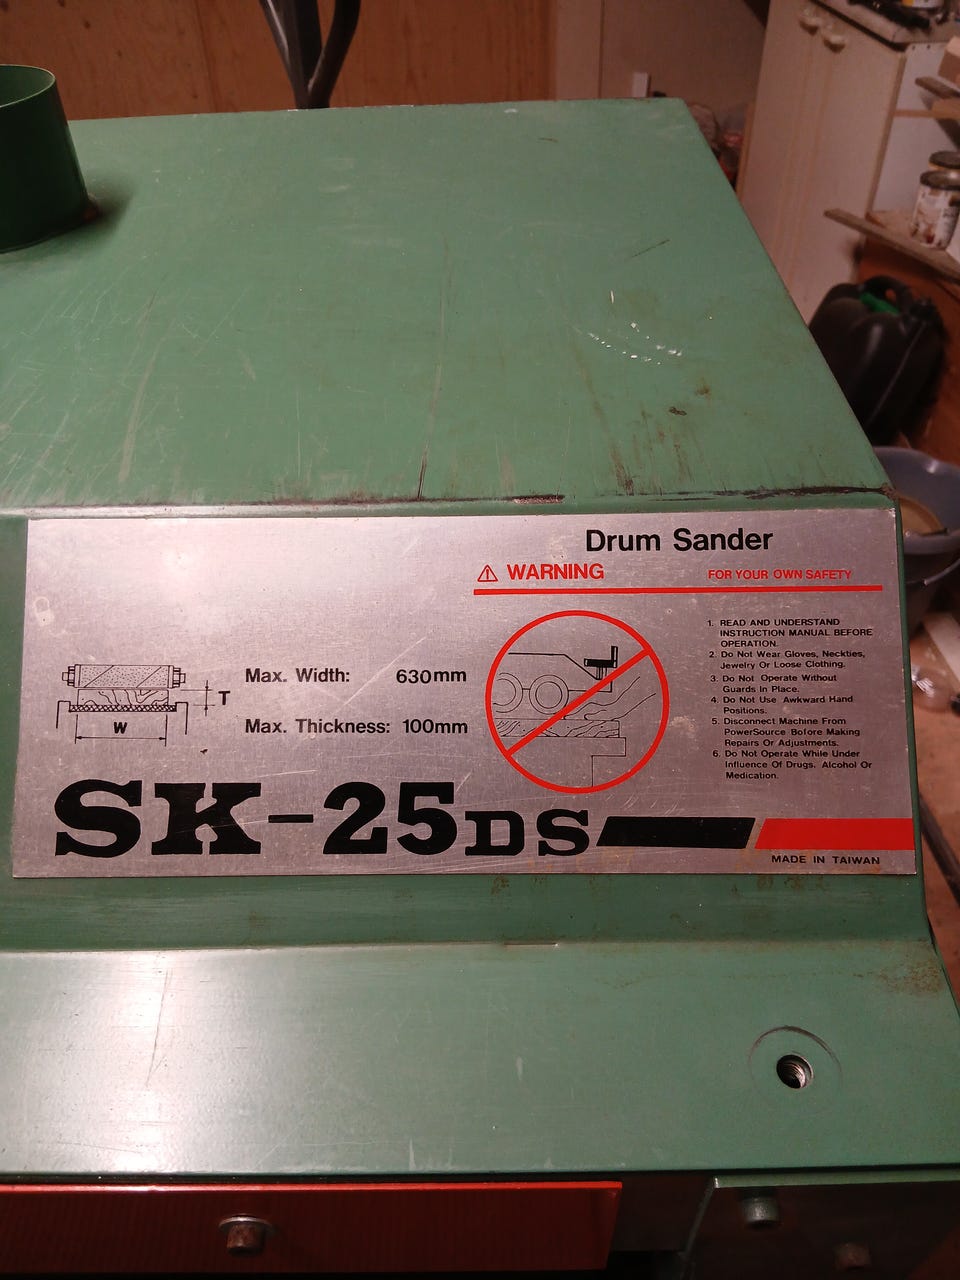 Drum Sander
WARNING
FOR YOUR OWN SAFETY
1. READ AND UNDERSTAND
INSTRUCTION MANUAL BEFORE
OPERATION.
2. Do Not Wear Gloves, Neckties,
Jewelry Or Loose Clothing.
3. Do Not Operate Without
Guards In Place.
4. Do Not Use Awkward Hand
Positions.
5. Disconnect Machine From
PowerSource Before Making
Repairs Or Adjustments.
6. Do Not Operate While Under
Influence Of Drugs, Alcohol Or
Medication.
T
W
Max. Width: 630mm
Max. Thickness: 100mm
SK-25DS
MADE IN TAIWAN